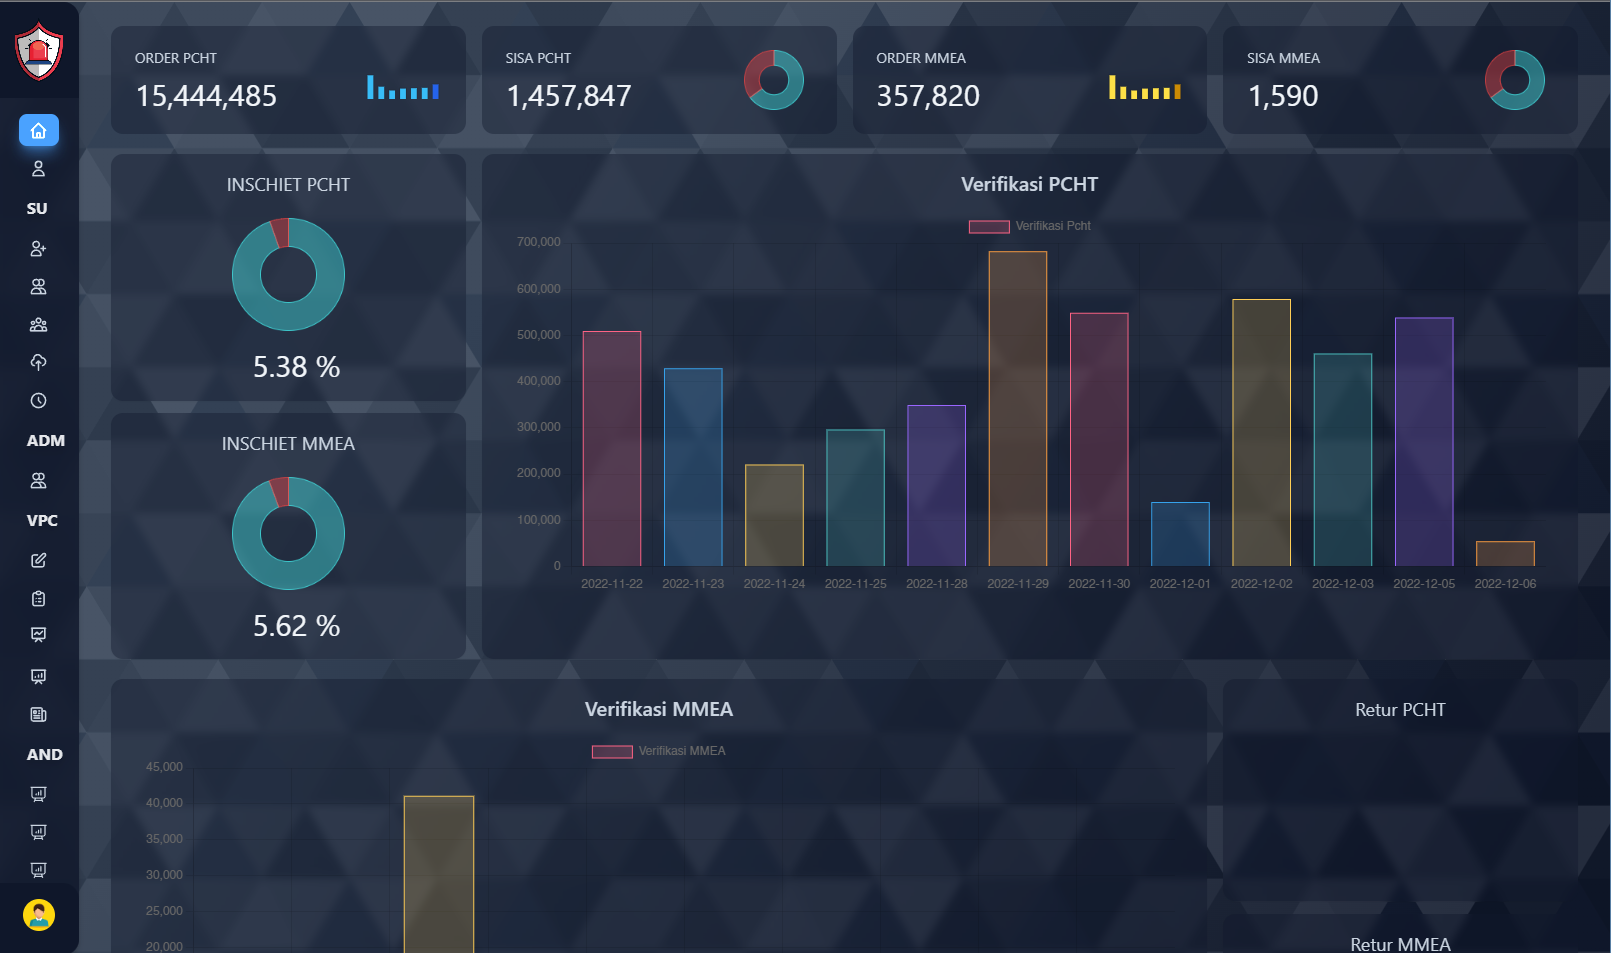 ORDER PCHT
15,444,485
SISA PCHT
1,457,847
ORDER MMEA
357,820
SISA MMEA
1,590
SU
ADM
VPC
AND
INSCHIET PCHT
5.38 %
INSCHIET MMEA
5.62 %
Verifikasi PCHT
Verifikasi Pcht
700,000
600,000
500,000
400,000
300,000
200,000
100,000
0
2022-11-22 2022-11-23 2022-11-24 2022-11-25 2022-11-28 2022-11-29 2022-11-30 2022-12-01 2022-12-02 2022-12-03 2022-12-05 2022-12-06
Verifikasi MMEA
Verifikasi MMEA
45,000
40,000
35,000
30,000
25,000
20,000
Retur PCHT
Retur MMEA